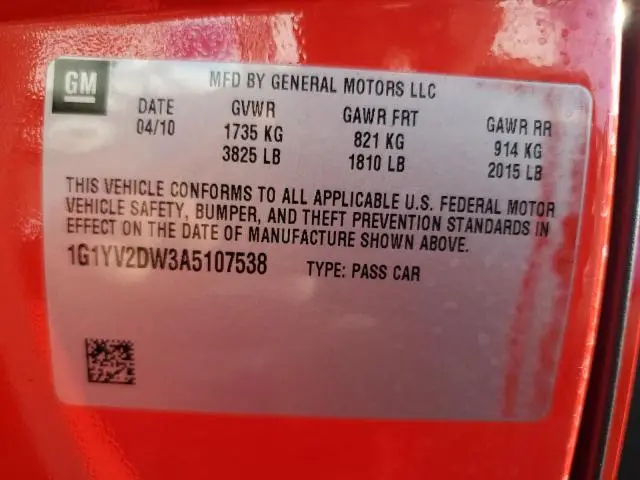 GM
MFD BY GENERAL MOTORS LLC
DATE GVWR GAWR FRT GAWR RR
04/10 1735 KG 821 KG 914 KG
3825 LB 1810 LB 2015 LB
THIS VEHICLE CONFORMS TO ALL APPLICABLE U.S. FEDERAL MOTOR
VEHICLE SAFETY, BUMPER, AND THEFT PREVENTION STANDARDS IN
EFFECT ON THE DATE OF MANUFACTURE SHOWN ABOVE.
1G1YV2DW3A5107538 TYPE: PASS CAR